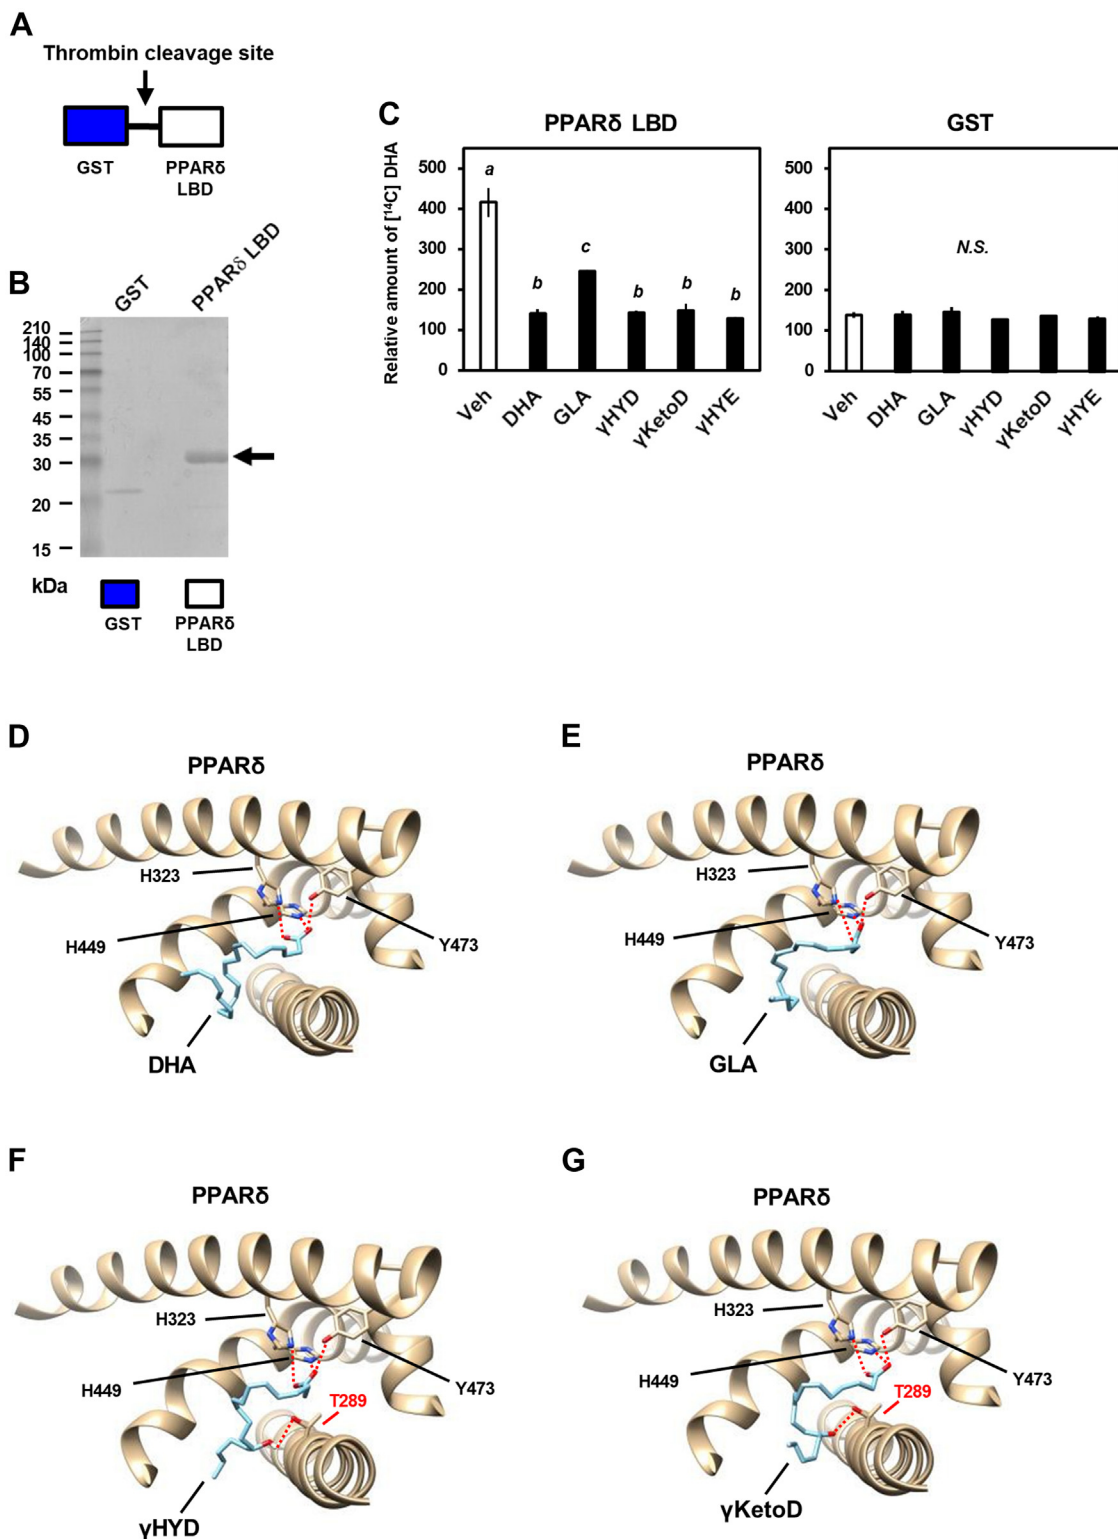 A
Thrombin cleavage site
GST
PPARδ
LBD
B
GST
PPARδ LBD
210
140
100
70
55
45
35
30
20
15
kDa
GST
PPARδ
LBD
C
PPARδ LBD
GST
Relative amount of [¹⁴C] DHA
500
400
300
200
100
0
a
b
c
b
b
b
Veh
DHA
GLA
γHYD
γKetoD
γHYE
500
400
300
200
100
0
N.S.
Veh
DHA
GLA
γHYD
γKetoD
γHYE
D
PPARδ
H323
H449
Y473
DHA
E
PPARδ
H323
H449
Y473
GLA
F
PPARδ
H323
H449
Y473
T289
γHYD
G
PPARδ
H323
H449
Y473
T289
γKetoD